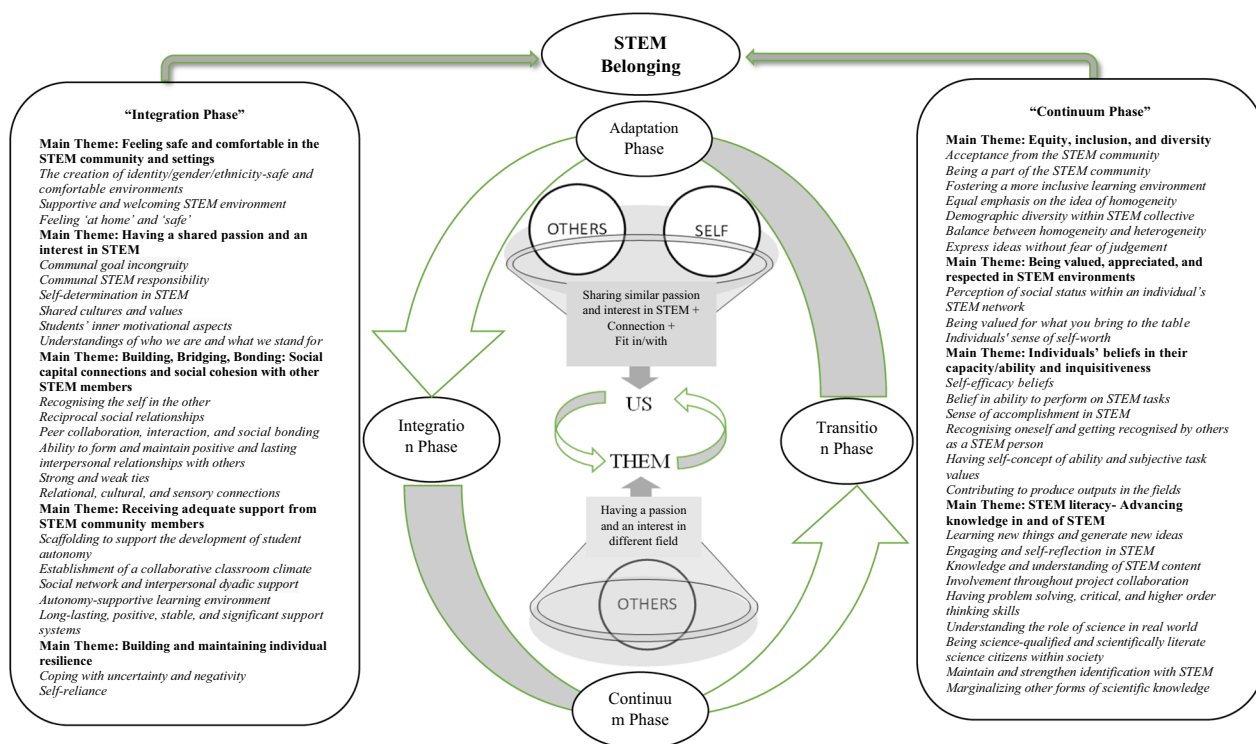 STEM
Belonging
“Integration Phase”
Main Theme: Feeling safe and comfortable in the
STEM community and settings
The creation of identity/gender/ethnicity-safe and
comfortable environments
Supportive and welcoming STEM environment
Feeling ‘at home’ and ‘safe’
Main Theme: Having a shared passion and an
interest in STEM
Communal goal incongruity
Communal STEM responsibility
Self-determination in STEM
Shared cultures and values
Students’ inner motivational aspects
Understandings of who we are and what we stand for
Main Theme: Building, Bridging, Bonding: Social
capital connections and social cohesion with other
STEM members
Recognising the self in the other
Reciprocal social relationships
Peer collaboration, interaction, and social bonding
Ability to form and maintain positive and lasting
interpersonal relationships with others
Strong and weak ties
Relational, cultural, and sensory connections
Main Theme: Receiving adequate support from
STEM community members
Scaffolding to support the development of student
autonomy
Establishment of a collaborative classroom climate
Social network and interpersonal dyadic support
Autonomy-supportive learning environment
Long-lasting, positive, stable, and significant support
systems
Main Theme: Building and maintaining individual
resilience
Coping with uncertainty and negativity
Self-reliance
Adaptation
Phase
OTHERS
SELF
Sharing similar passion
and interest in STEM +
Connection +
Fit in/with
US
THEM
Integratio
n Phase
Transitio
n Phase
Having a passion
and an interest in
different field
OTHERS
Continuu
m Phase
“Continuum Phase”
Main Theme: Equity, inclusion, and diversity
Acceptance from the STEM community
Being a part of the STEM community
Fostering a more inclusive learning environment
Equal emphasis on the idea of homogeneity
Demographic diversity within STEM collective
Balance between homogeneity and heterogeneity
Express ideas without fear of judgement
Main Theme: Being valued, appreciated, and
respected in STEM environments
Perception of social status within an individual’s
STEM network
Being valued for what you bring to the table
Individuals' sense of self-worth
Main Theme: Individuals’ beliefs in their
capacity/ability and inquisitiveness
Self-efficacy beliefs
Belief in ability to perform on STEM tasks
Sense of accomplishment in STEM
Recognising oneself and getting recognised by others
as a STEM person
Having self-concept of ability and subjective task
values
Contributing to produce outputs in the fields
Main Theme: STEM literacy- Advancing
knowledge in and of STEM
Learning new things and generate new ideas
Engaging and self-reflection in STEM
Knowledge and understanding of STEM content
Involvement throughout project collaboration
Having problem solving, critical, and higher order
thinking skills
Understanding the role of science in real world
Being science-qualified and scientifically literate
science citizens within society
Maintain and strengthen identification with STEM
Marginalizing other forms of scientific knowledge